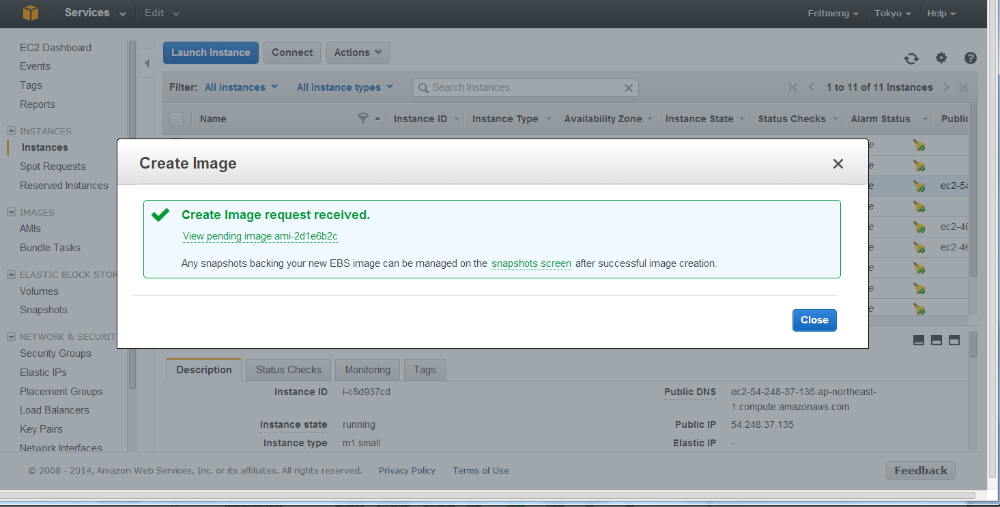 Services Edit Feltmeng Tokyo Help
EC2 Dashboard
Events
Tags
Reports
INSTANCES
Instances
Spot Requests
Reserved Instances
IMAGES
AMIs
Bundle Tasks
ELASTIC BLOCK STOR
Volumes
Snapshots
NETWORK & SECURIT
Security Groups
Elastic IPs
Placement Groups
Load Balancers
Key Pairs
Network Interfaces
Launch Instance Connect Actions
Filter: All instances All instance types Search Instances 1 to 11 of 11 Instances
Name Instance ID Instance Type Availability Zone Instance State Status Checks Alarm Status Public
e
e
e ec2-54
e
e ec2-46
e ec2-46
e
e
e
Create Image
Create Image request received.
View pending image ami-2d1e6b2c
Any snapshots backing your new EBS image can be managed on the snapshots screen after successful image creation.
Close
Description Status Checks Monitoring Tags
Instance ID i-c8d937cd
Instance state running
Instance type m1.small
Public DNS ec2-54-248-37-135.ap-northeast-
1.compute.amazonaws.com
Public IP 54.248.37.135
Elastic IP -
© 2008 - 2014, Amazon Web Services, Inc. or its affiliates. All rights reserved. Privacy Policy Terms of Use Feedback